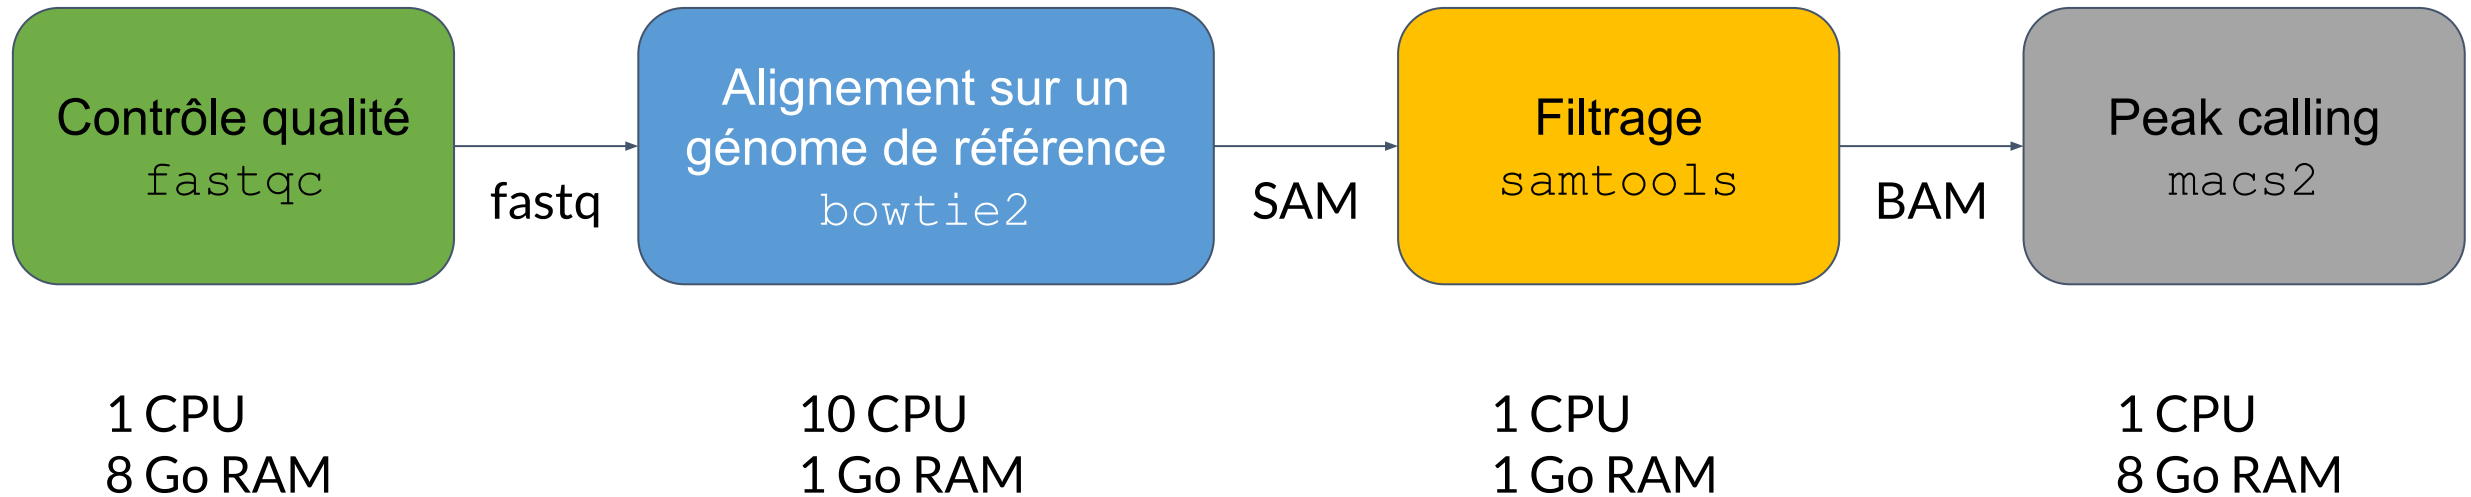 Contrôle qualité
fastqc
fastq
Alignement sur un
génome de référence
bowtie2
SAM
Filtrage
samtools
BAM
Peak calling
macs2
1 CPU
8 Go RAM
10 CPU
1 Go RAM
1 CPU
1 Go RAM
1 CPU
8 Go RAM